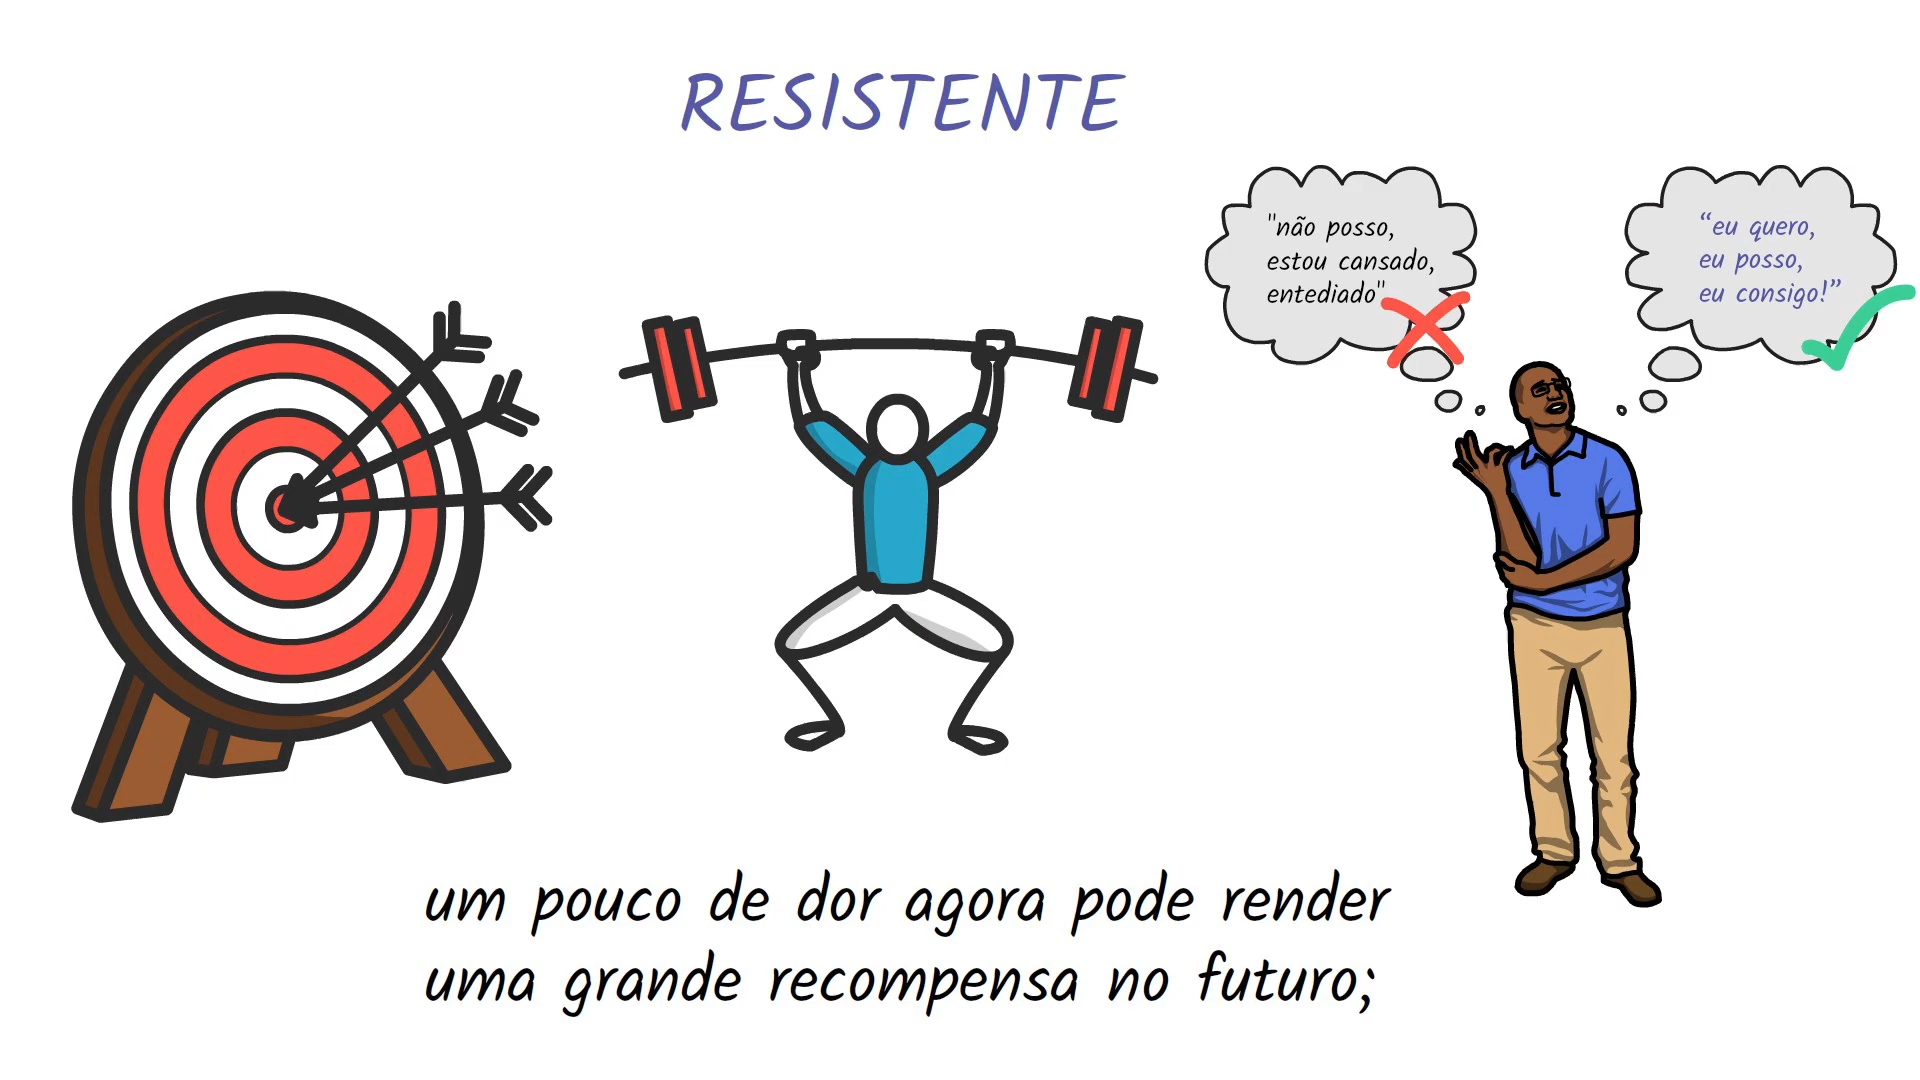 RESISTENTE
"não posso,
estou cansado,
entediado"
“eu quero,
eu posso,
eu consigo!”
um pouco de dor agora pode render
uma grande recompensa no futuro;